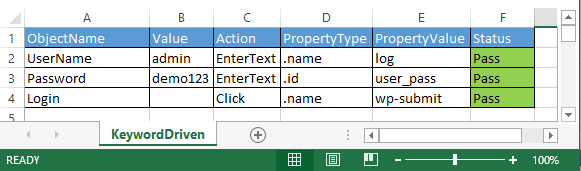 A B C D E F
1 ObjectName Value Action PropertyType PropertyValue Status
2 UserName admin EnterText .name log Pass
3 Password demo123 EnterText .id user_pass Pass
4 Login Click .name wp-submit Pass
5
KeywordDriven
READY 100%